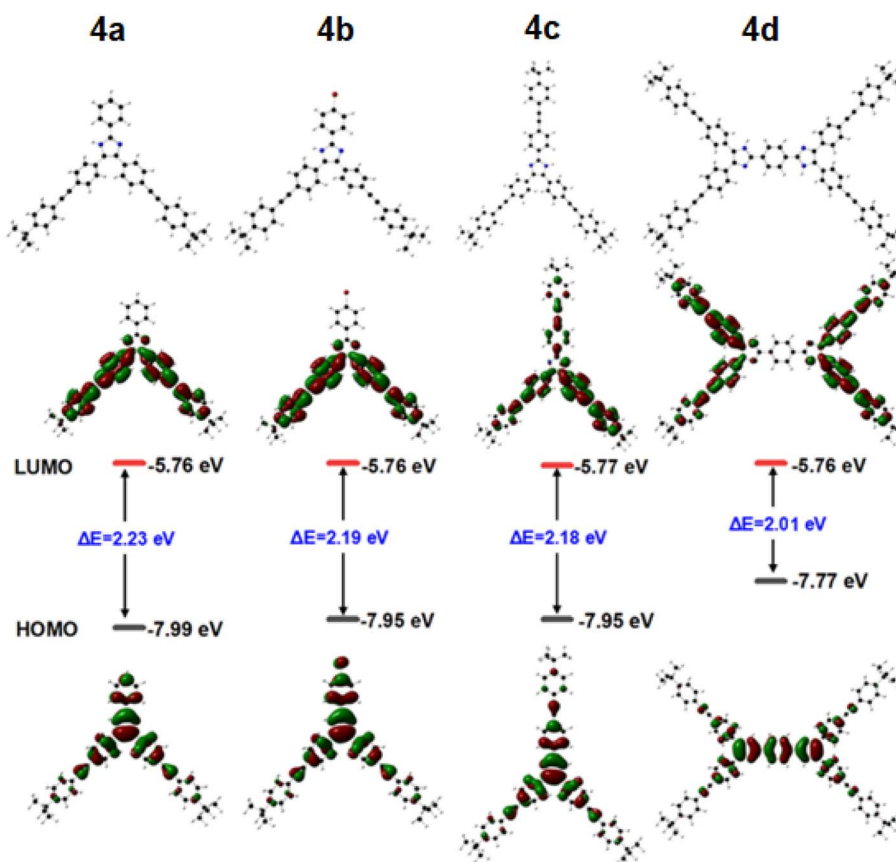 4a 4b 4c 4d
LUMO -5.76 eV -5.76 eV -5.77 eV -5.76 eV
ΔE=2.23 eV ΔE=2.19 eV ΔE=2.18 eV ΔE=2.01 eV
-7.77 eV
HOMO -7.99 eV -7.95 eV -7.95 eV